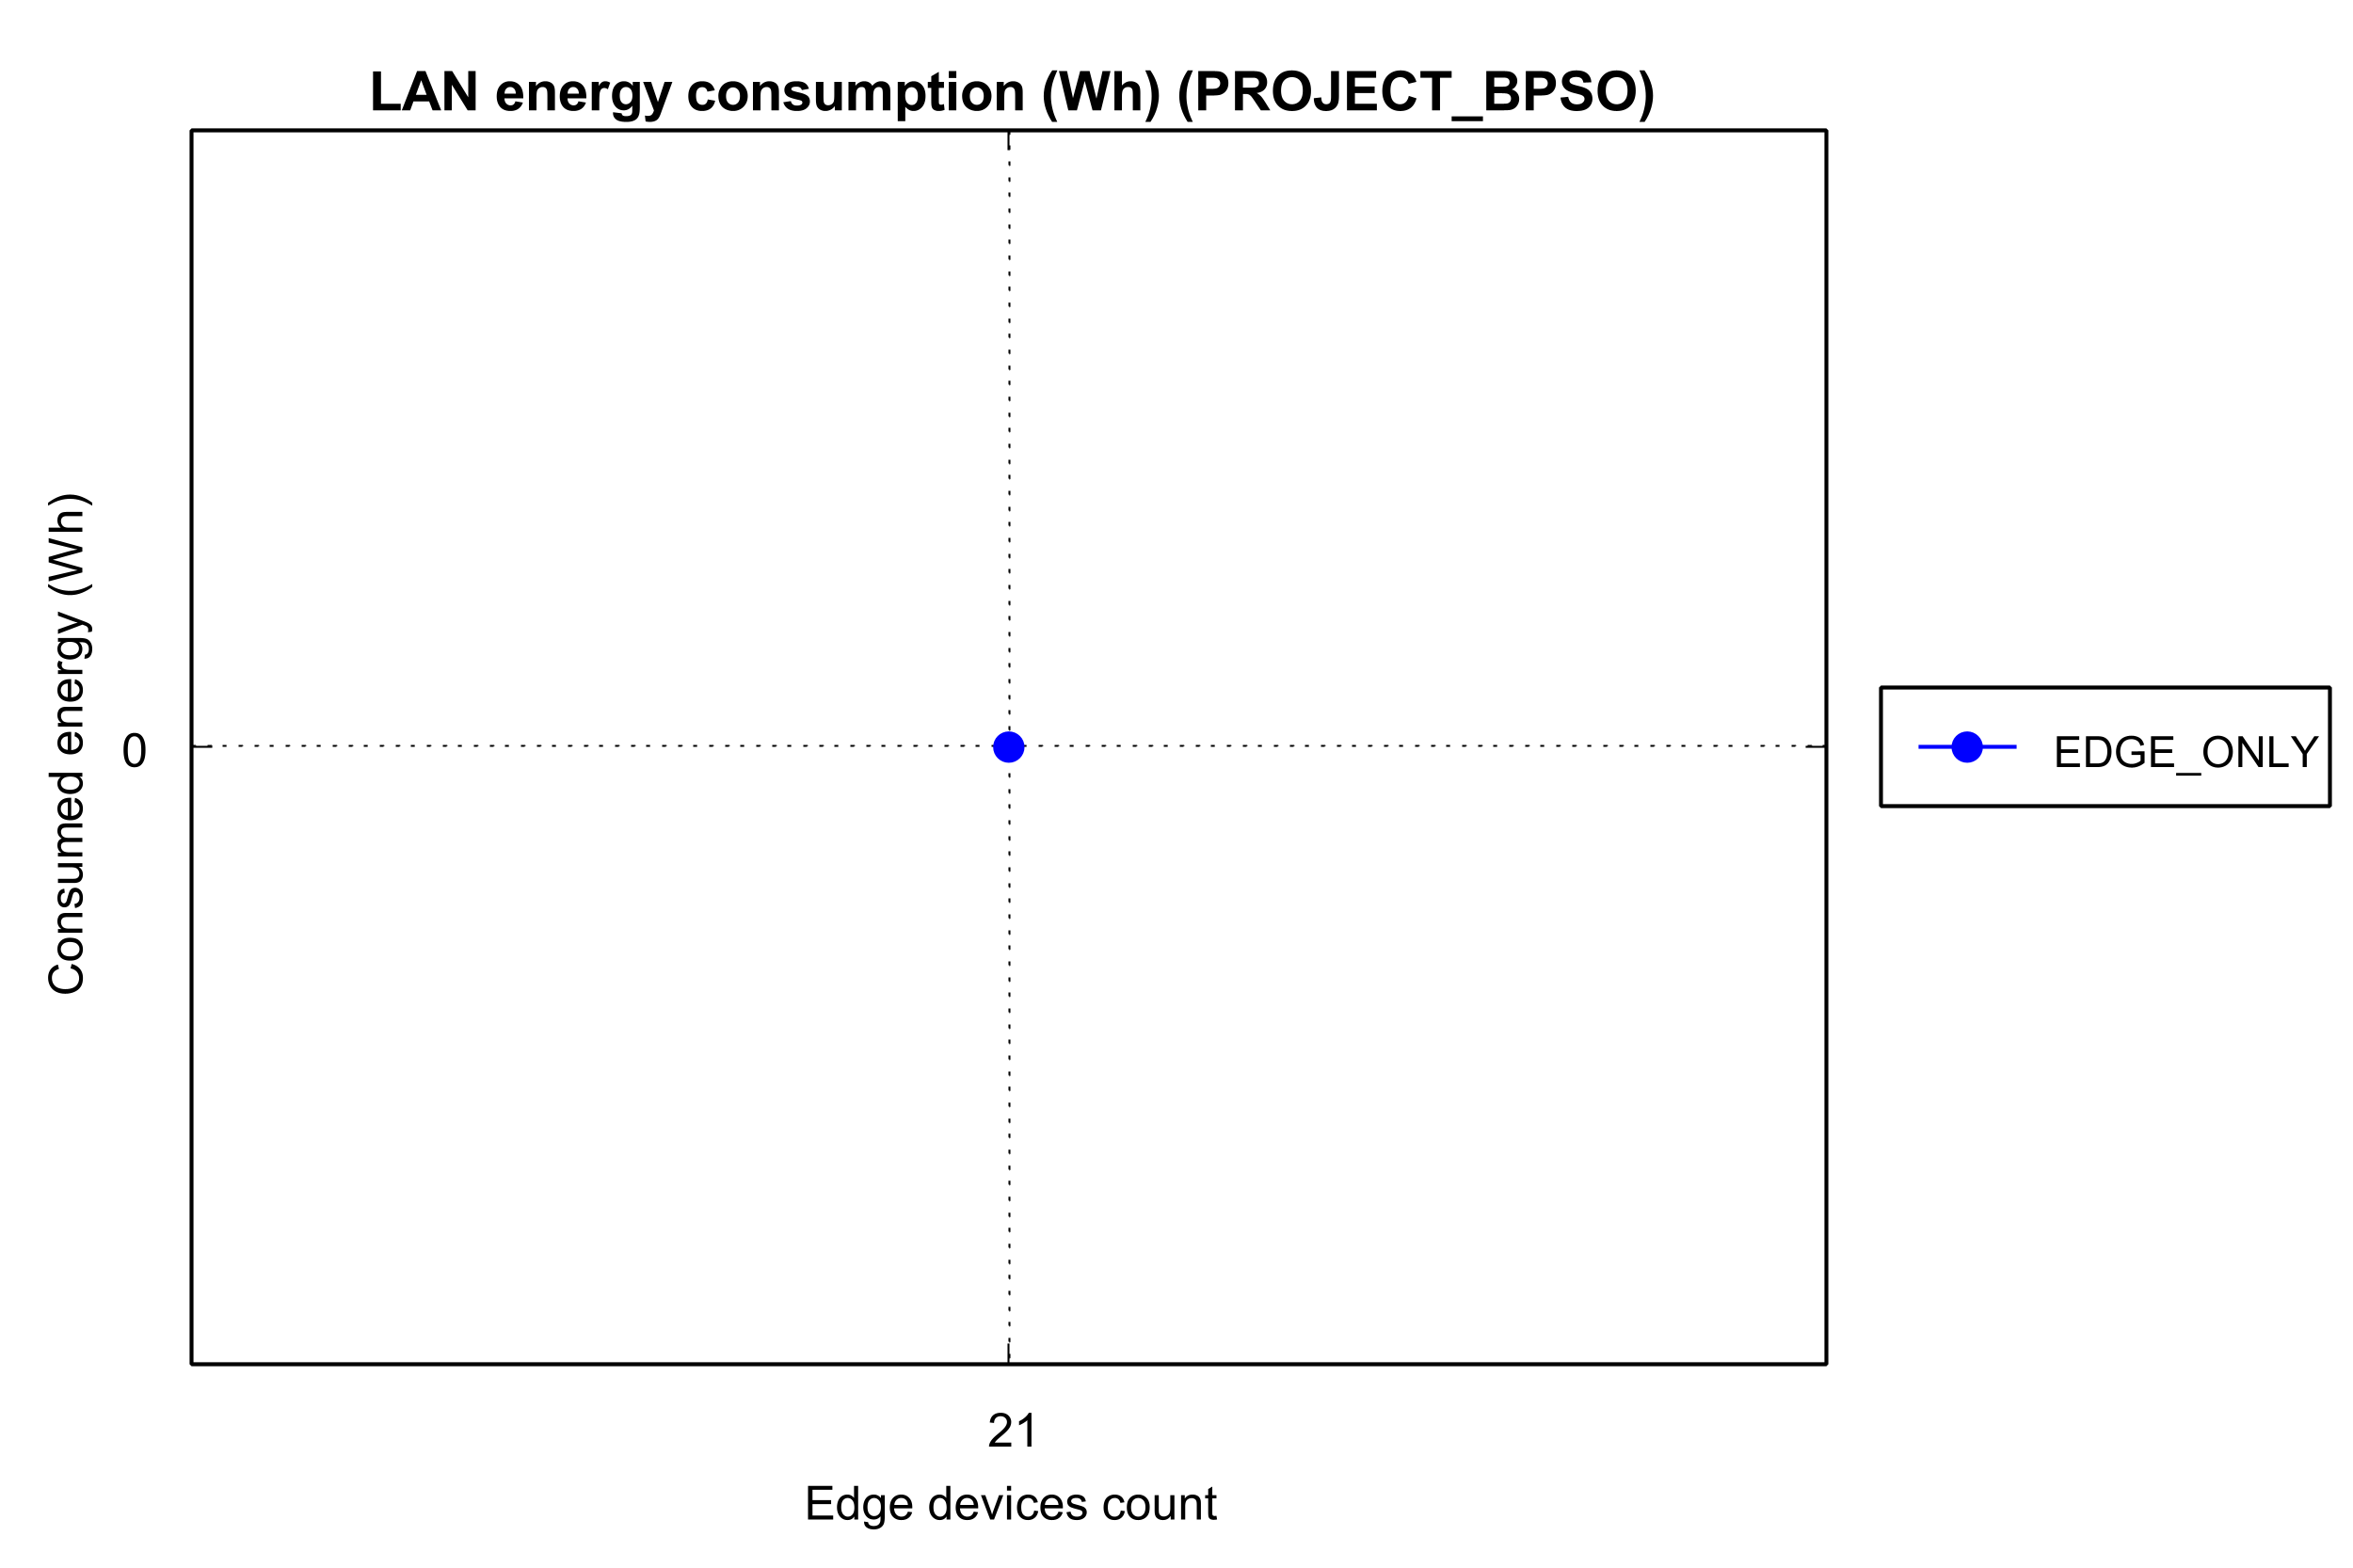 LAN energy consumption (Wh) (PROJECT_BPSO)
Consumed energy (Wh)
0
EDGE_ONLY
21
Edge devices count